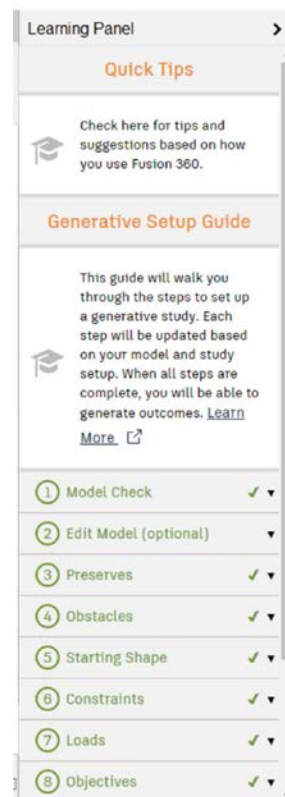 Learning Panel
Quick Tips
Check here for tips and
suggestions based on how
you use Fusion 360.
Generative Setup Guide
This guide will walk you
through the steps to set up
a generative study. Each
step will be updated based
on your model and study
setup. When all steps are
complete, you will be able to
generate outcomes. Learn
More
1 Model Check
2 Edit Model (optional)
3 Preserves
4 Obstacles
5 Starting Shape
6 Constraints
7 Loads
8 Objectives